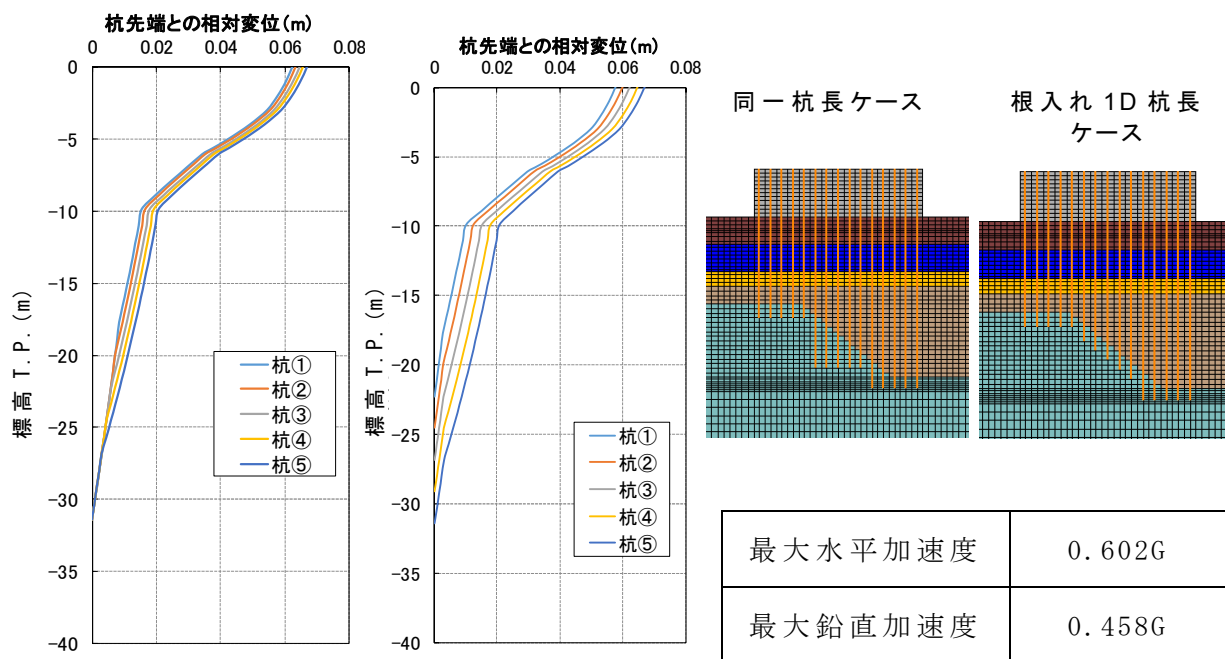 杭先端との相対変位(m)
0 0.02 0.04 0.06 0.08
0
-5
-10
-15
-20
-25
-30
-35
-40
標高 T.P.(m)
杭①
杭②
杭③
杭④
杭⑤
杭先端との相対変位(m)
0 0.02 0.04 0.06 0.08
0
-5
-10
-15
-20
-25
-30
-35
-40
標高 T.P.(m)
杭①
杭②
杭③
杭④
杭⑤
同一杭長ケース
根入れ 1D 杭長
ケース
最大水平加速度 0.602G
最大鉛直加速度 0.458G